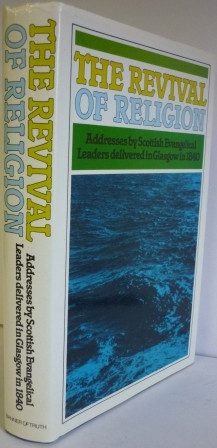 THE REVIVAL
OF RELIGION
Addresses by Scottish Evangelical
Leaders delivered in Glasgow in 1840
THE REVIVAL
OF RELIGION
Addresses by Scottish Evangelical
Leaders delivered in Glasgow in 1840
BANNER OF TRUTH